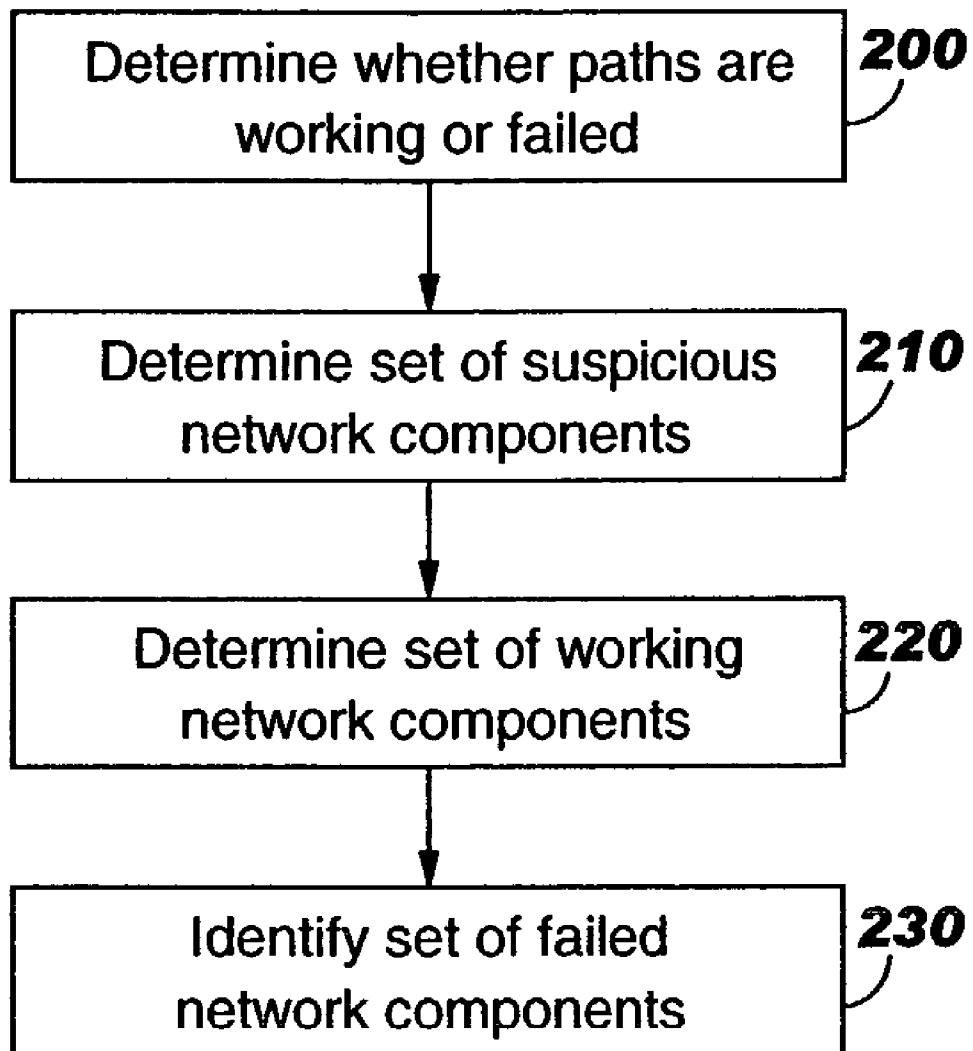 Determine whether paths are
working or failed
200
Determine set of suspicious
network components
210
Determine set of working
network components
220
Identify set of failed
network components
230